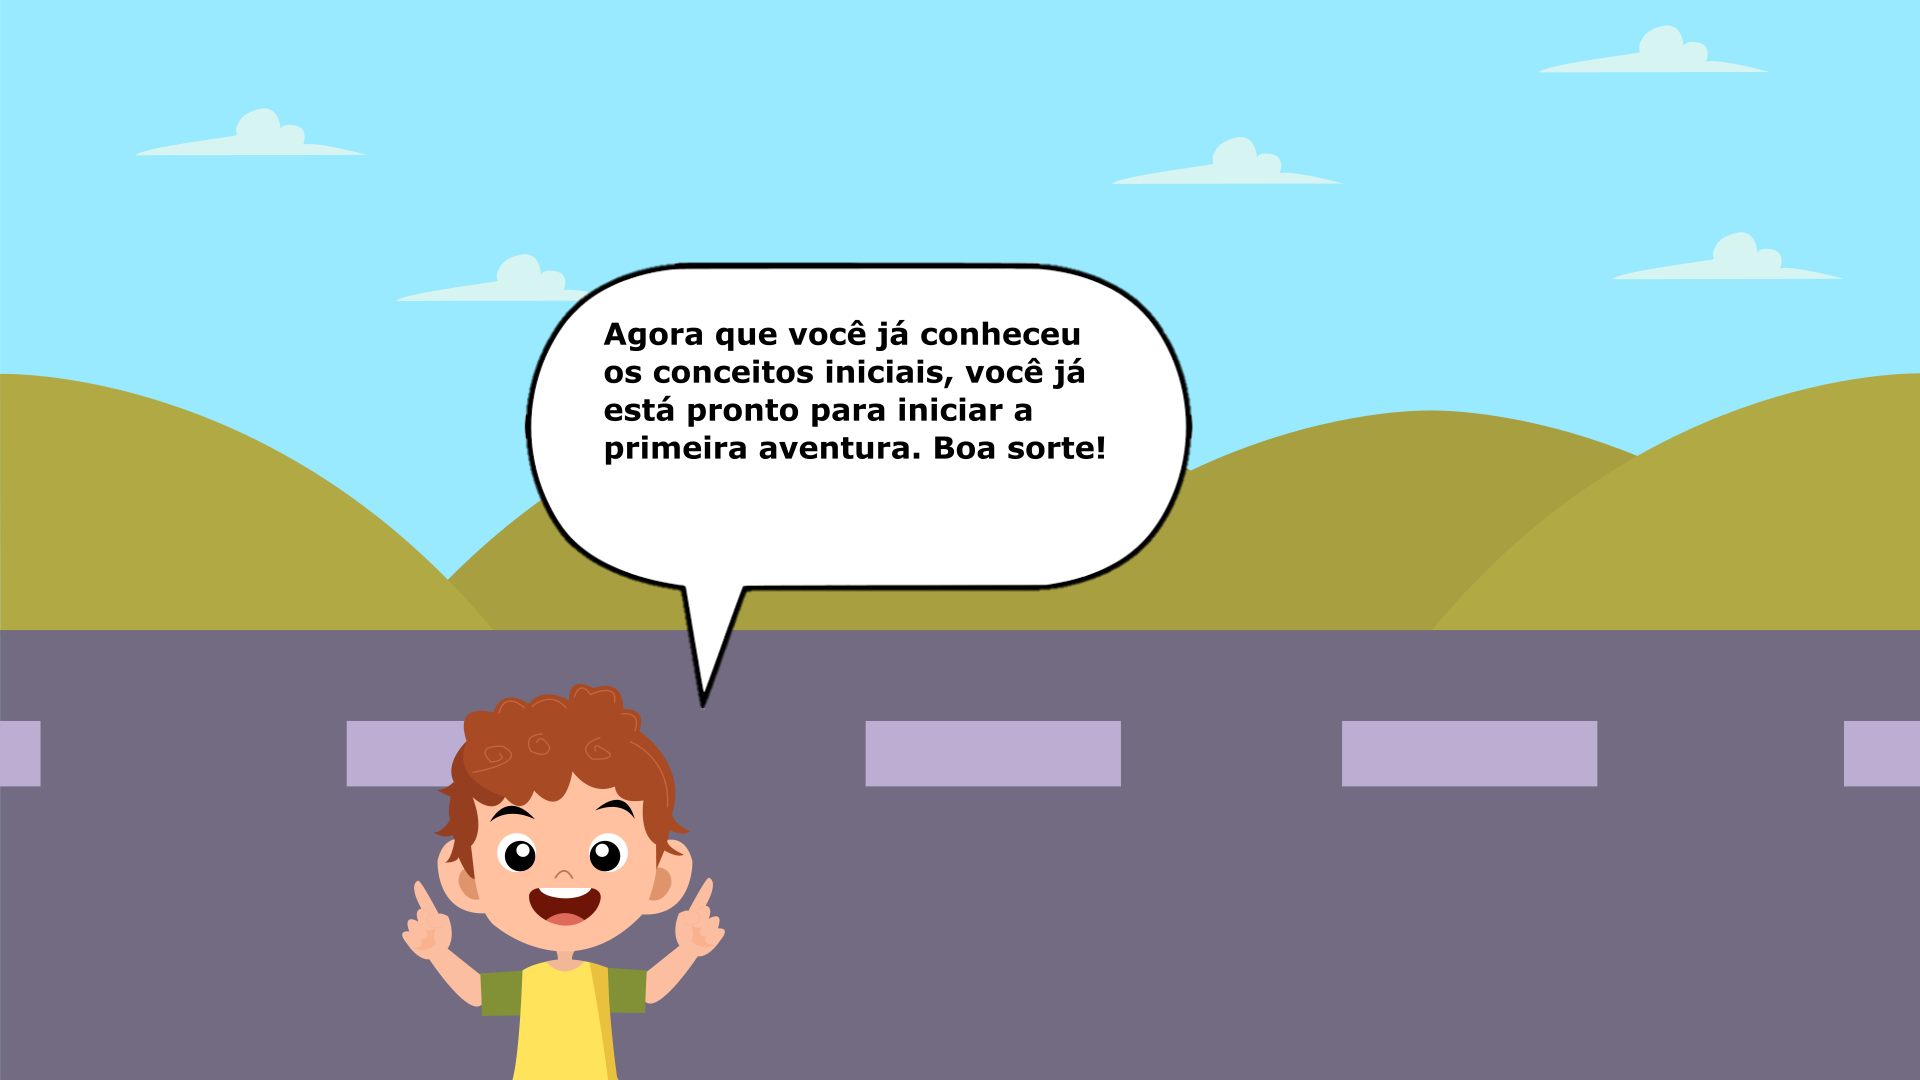 Agora que você já conheceu
os conceitos iniciais, você já
está pronto para iniciar a
primeira aventura. Boa sorte!